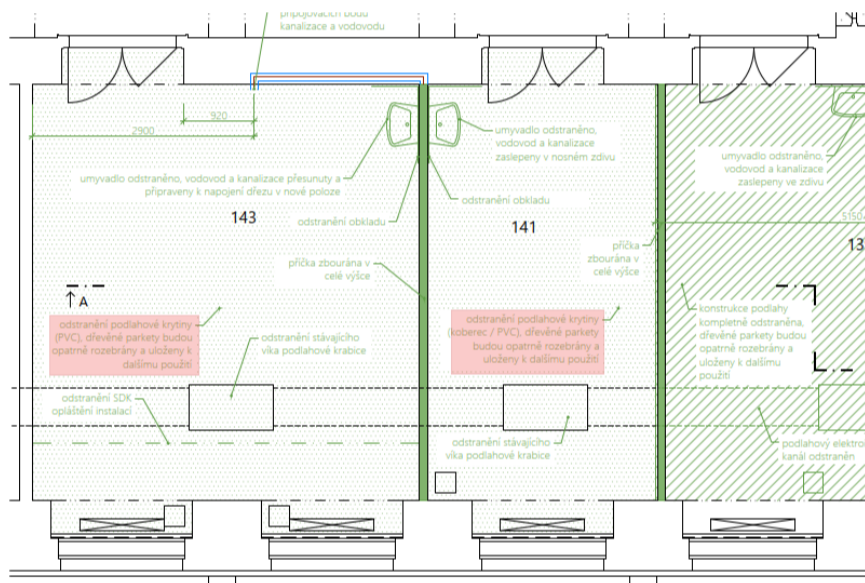 připojovacích bodů
kanalizace a vodovodu
920
2900
umyvadlo odstraněno, vodovod a kanalizace přesunuty a
připraveny k napojení dřezu v nové poloze
odstranění obkladu
143
příčka zbourána v
celé výšce
A
odstranění podlahové krytiny
(PVC), dřevěné parkety budou
opatrně rozebrány a uloženy k
dalšímu použití
odstranění stávajícího
víka podlahové krabice
odstranění SDK
opláštění instalací
umyvadlo odstraněno,
vodovod a kanalizace
zaslepeny v nosném zdivu
odstranění obkladu
141
příčka
zbourána v
celé výšce
odstranění podlahové krytiny
(koberec / PVC), dřevěné parkety
budou opatrně rozebrány a
uloženy k dalšímu použití
odstranění stávajícího
víka podlahové krabice
umyvadlo odstraněno,
vodovod a kanalizace
zaslepeny ve zdivu
5150
13
konstrukce podlahy
kompletně odstraněna,
dřevěné parkety budou
opatrně rozebrány a
uloženy k dalšímu
použití
podlahový elektro
kanál odstraněn